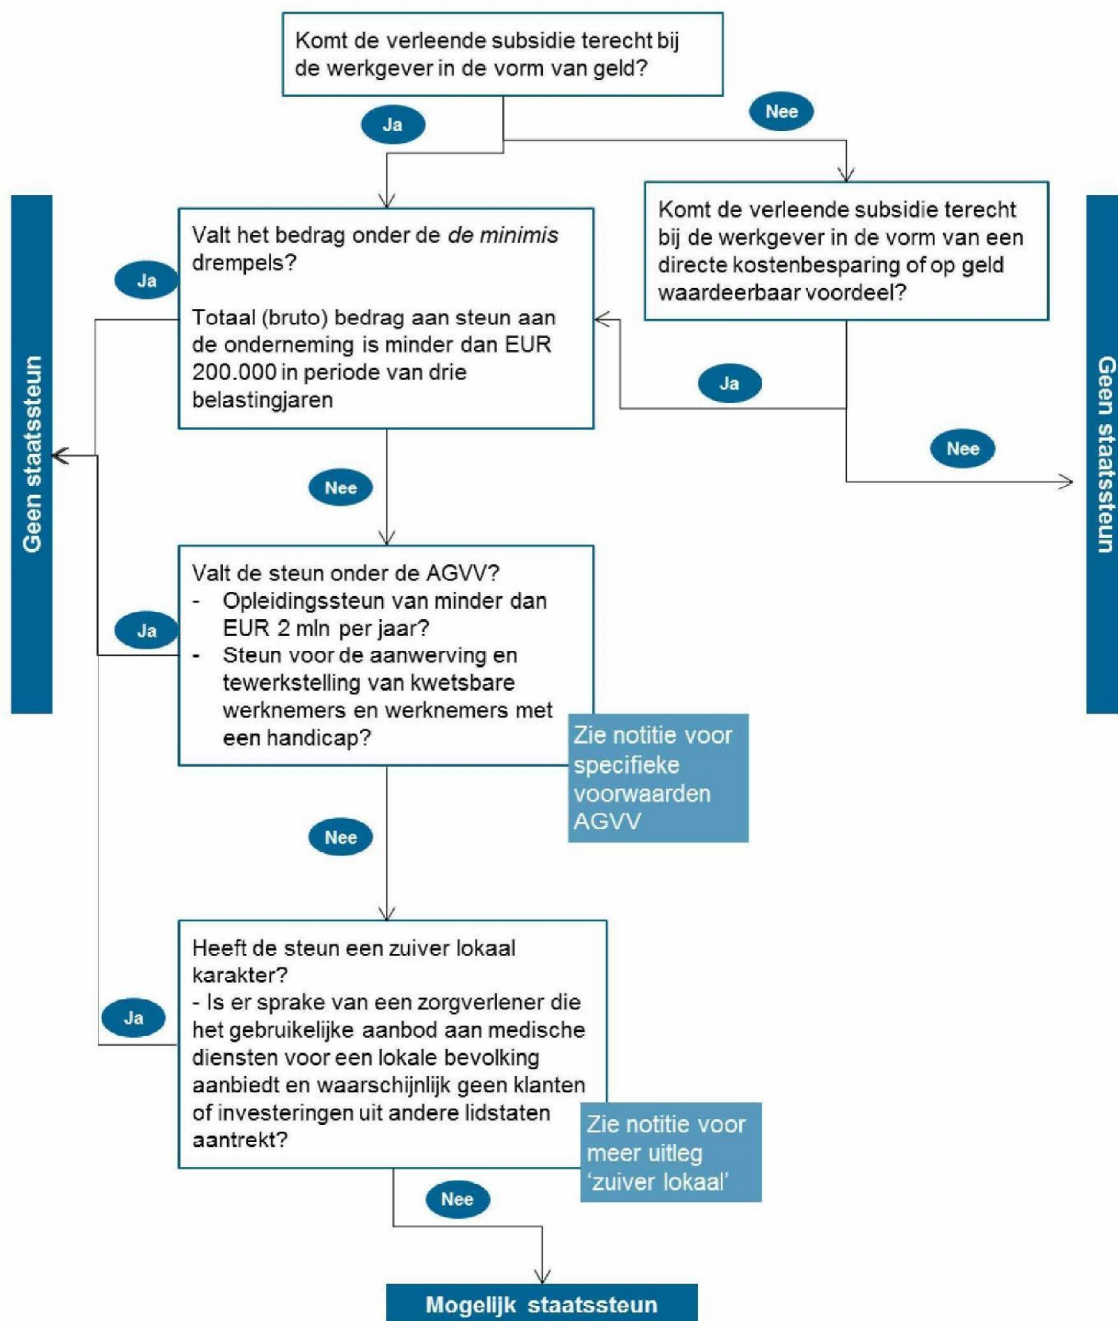 Komt de verleende subsidie terecht bij
de werkgever in de vorm van geld?
Ja
Nee
Komt de verleende subsidie terecht
bij de werkgever in de vorm van een
directe kostenbesparing of op geld
waardeerbaar voordeel?
Valt het bedrag onder de de minimis
drempels?
Totaal (bruto) bedrag aan steun aan
de onderneming is minder dan EUR
200.000 in periode van drie
belastingjaren
Ja
Ja
Nee
Geen staatssteun
Geen staatssteun
Nee
Valt de steun onder de AGVV?
- Opleidingssteun van minder dan
EUR 2 mln per jaar?
- Steun voor de aanwerving en
tewerkstelling van kwetsbare
werknemers en werknemers met
een handicap?
Ja
Zie notitie voor
specifieke
voorwaarden
AGVV
Nee
Heeft de steun een zuiver lokaal
karakter?
- Is er sprake van een zorgverlener die
het gebruikelijke aanbod aan medische
diensten voor een lokale bevolking
aanbiedt en waarschijnlijk geen klanten
of investeringen uit andere lidstaten
aantrekt?
Ja
Zie notitie voor
meer uitleg
‘zuiver lokaal’
Nee
Mogelijk staatssteun